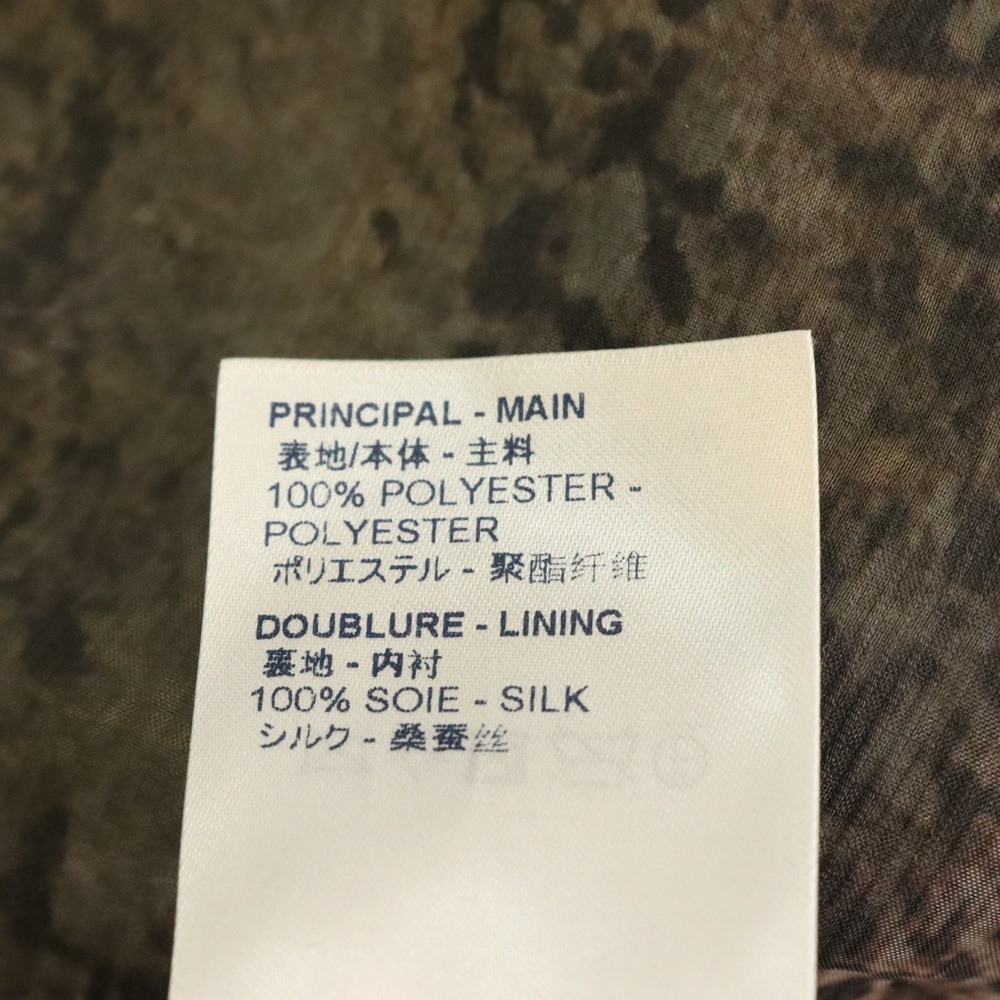 PRINCIPAL - MAIN
表地/本体 - 主料
100% POLYESTER -
POLYESTER
ポリエステル - 聚酯纤维
DOUBLURE - LINING
裏地 - 内衬
100% SOIE - SILK
シルク - 桑蚕丝